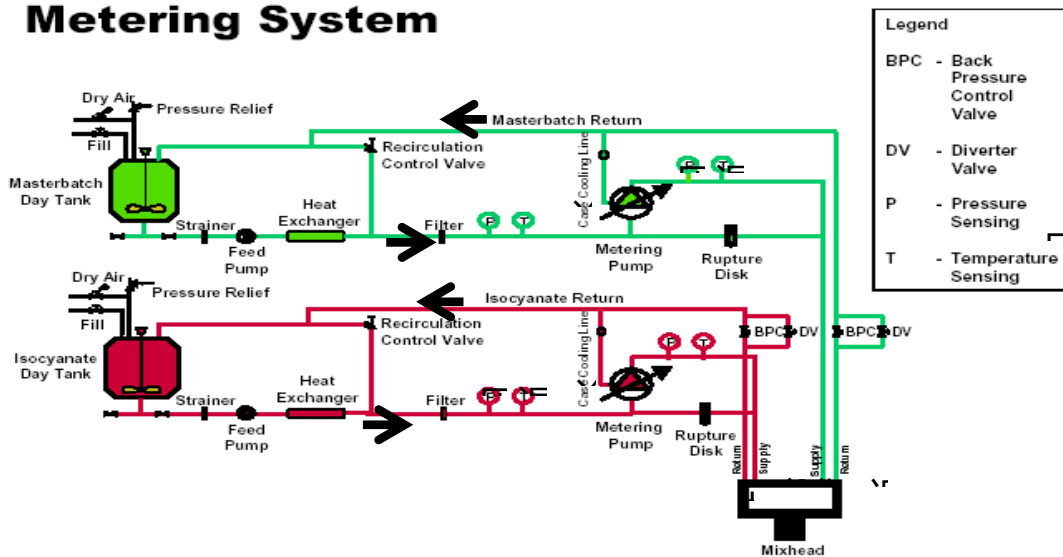 Metering System
Legend
BPC - Back
Pressure
Control
Valve
DV - Diverter
Valve
P - Pressure
Sensing
T - Temperature
Sensing
Dry Air
Pressure Relief
Fill
Masterbatch
Day Tank
Strainer
Feed
Pump
Heat
Exchanger
Recirculation
Control Valve
Masterbatch Return
Filter
P
T
Case Cooling Line
P
T
Metering
Pump
Rupture
Disk
Dry Air
Pressure Relief
Fill
Isocyanate
Day Tank
Strainer
Feed
Pump
Heat
Exchanger
Recirculation
Control Valve
Isocyanate Return
Filter
P
T
Case Cooling Line
P
T
Metering
Pump
Rupture
Disk
BPC
DV
BPC
DV
Return
Supply
Supply
Return
Mixhead